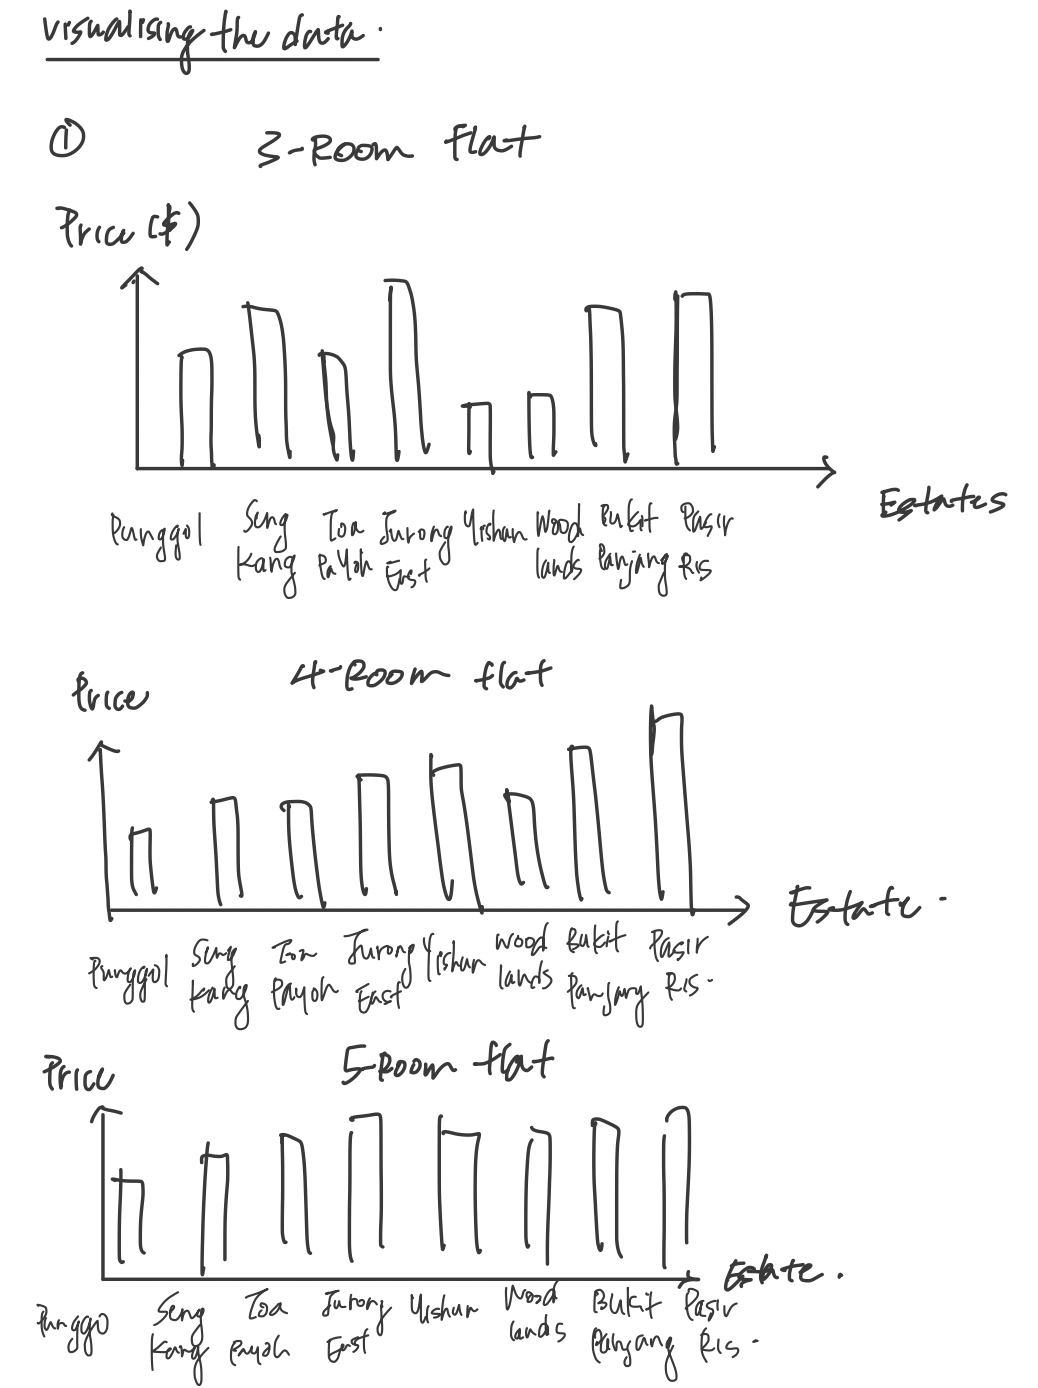 visualising the data.
① 3-Room flat
Price ($)
Estates
Punggol Seng Kang Toa Payoh Jurong East Yishun Wood lands Bukit Panjang Pasir Ris
4-Room flat
Price
Estate.
Punggol Seng Kang Toa Payoh Jurong East Yishun Wood lands Bukit Panjang Pasir Ris.
5-Room flat
Price
Estate.
Punggo Seng Kang Toa Payoh Jurong East Yishun Wood lands Bukit Panjang Pasir Ris.